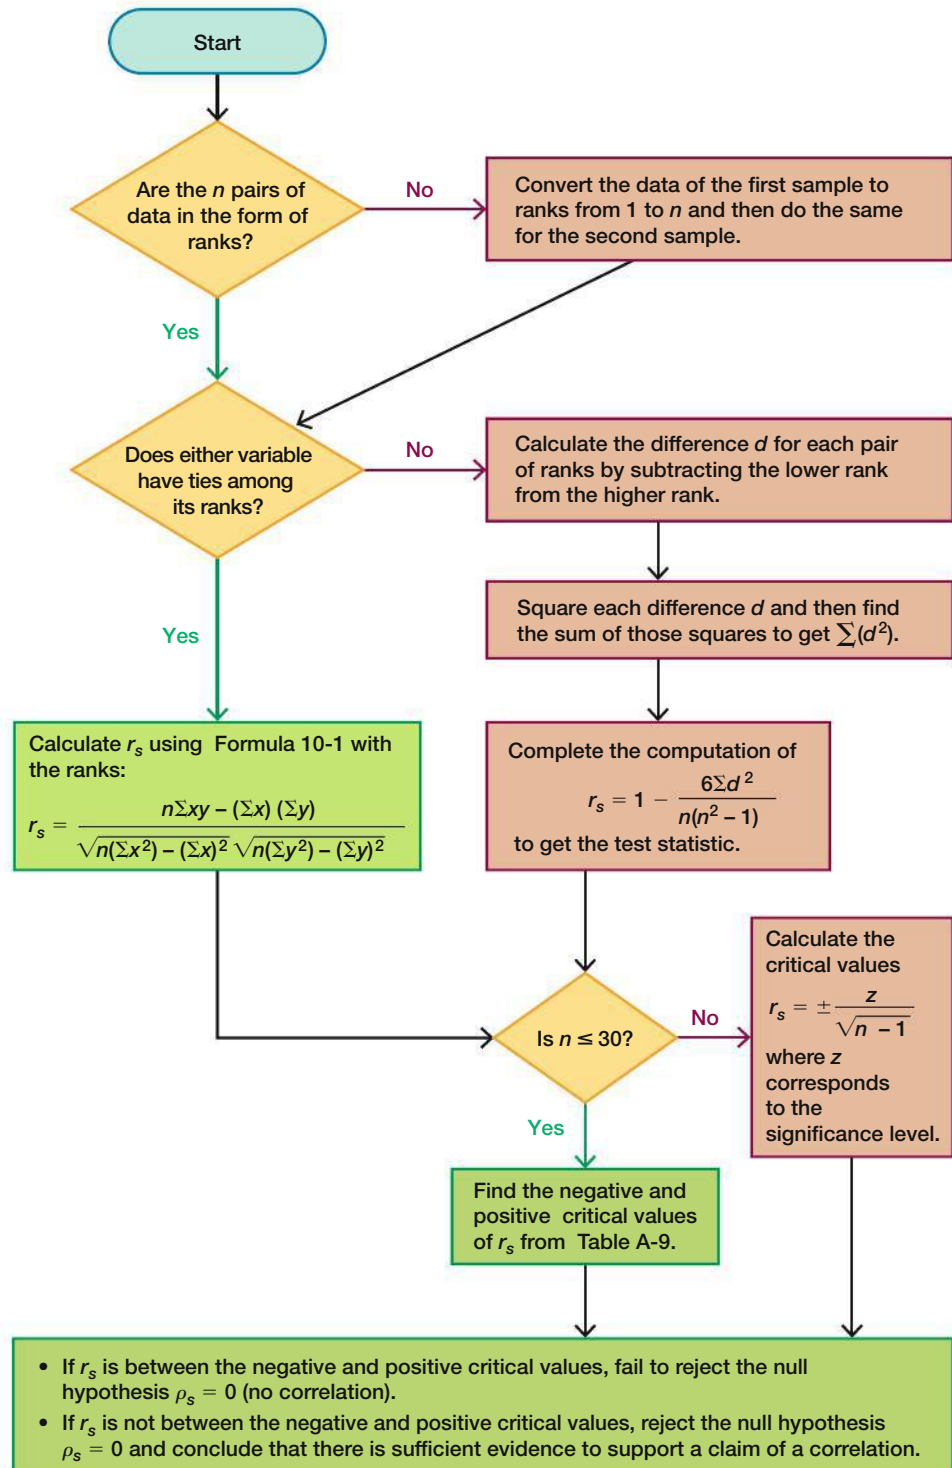 Start
Are the n pairs of
data in the form of
ranks?
No
Convert the data of the first sample to
ranks from 1 to n and then do the same
for the second sample.
Yes
Does either variable
have ties among
its ranks?
No
Calculate the difference d for each pair
of ranks by subtracting the lower rank
from the higher rank.
Yes
Square each difference d and then find
the sum of those squares to get ∑(d²).
Calculate rₛ using Formula 10-1 with
the ranks:
rₛ = (nΣxy – (Σx) (Σy)) / (√(n(Σx²) – (Σx)²) √(n(Σy²) – (Σy)²))
Complete the computation of
rₛ = 1 − 6Σd² / n(n² – 1)
to get the test statistic.
Is n ≤ 30?
No
Calculate the
critical values
rₛ = ± z / √(n − 1)
where z
corresponds
to the
significance level.
Yes
Find the negative and
positive critical values
of rₛ from Table A-9.
• If rₛ is between the negative and positive critical values, fail to reject the null
hypothesis ρₛ = 0 (no correlation).
• If rₛ is not between the negative and positive critical values, reject the null hypothesis
ρₛ = 0 and conclude that there is sufficient evidence to support a claim of a correlation.